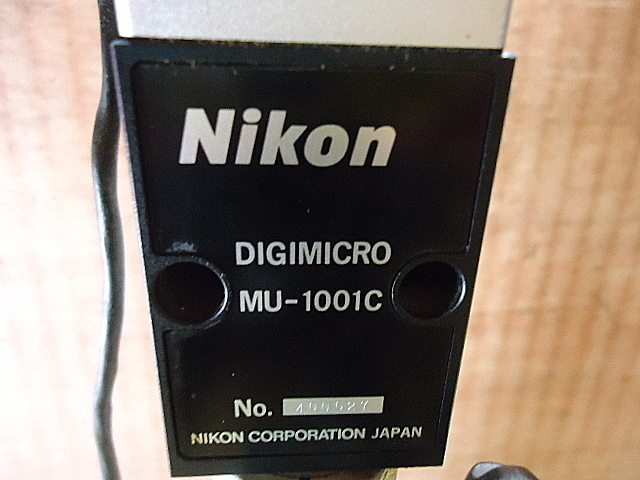 Nikon
DIGIMICRO
MU-1001C
No.
NIKON CORPORATION JAPAN